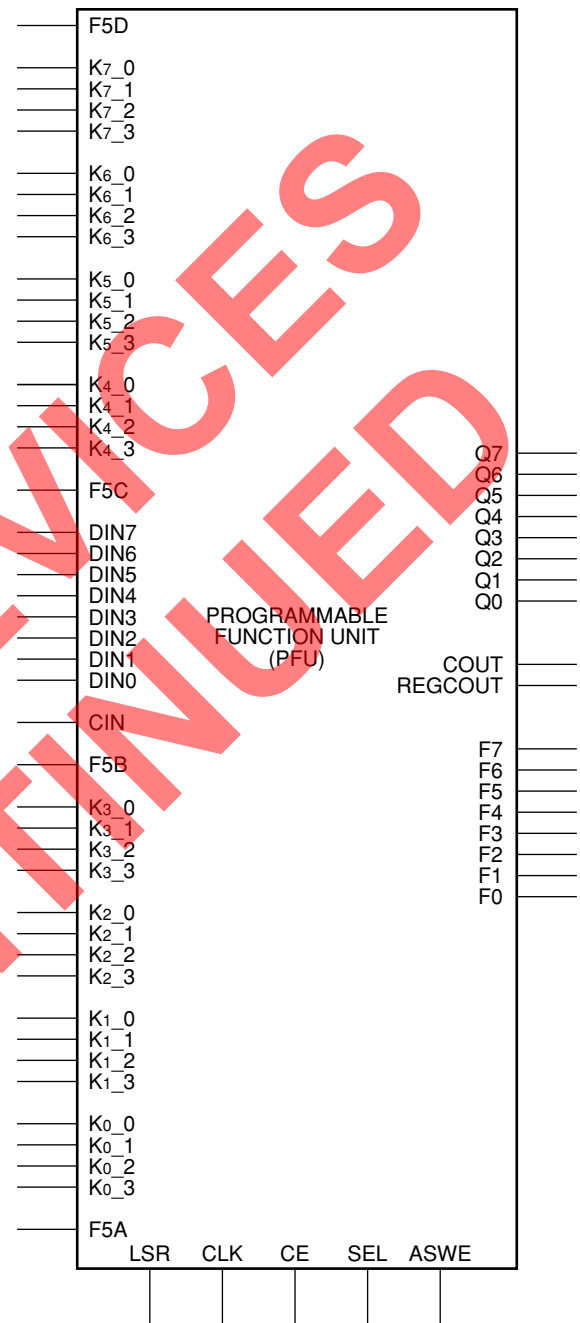 F5D
K7_0
K7_1
K7_2
K7_3
K6_0
K6_1
K6_2
K6_3
K5_0
K5_1
K5_2
K5_3
K4_0
K4_1
K4_2
K4_3
F5C
DIN7
DIN6
DIN5
DIN4
DIN3
DIN2
DIN1
DIN0
CIN
F5B
K3_0
K3_1
K3_2
K3_3
K2_0
K2_1
K2_2
K2_3
K1_0
K1_1
K1_2
K1_3
K0_0
K0_1
K0_2
K0_3
F5A
PROGRAMMABLE
FUNCTION UNIT
(PFU)
Q7
Q6
Q5
Q4
Q3
Q2
Q1
Q0
COUT
REGCOUT
F7
F6
F5
F4
F3
F2
F1
F0
LSR CLK CE SEL ASWE
VICES
TINUED